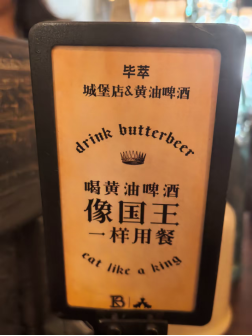 毕萃
城堡店&黄油啤酒
drink butterbeer
喝黄油啤酒
像国王
一样用餐
eat like a king